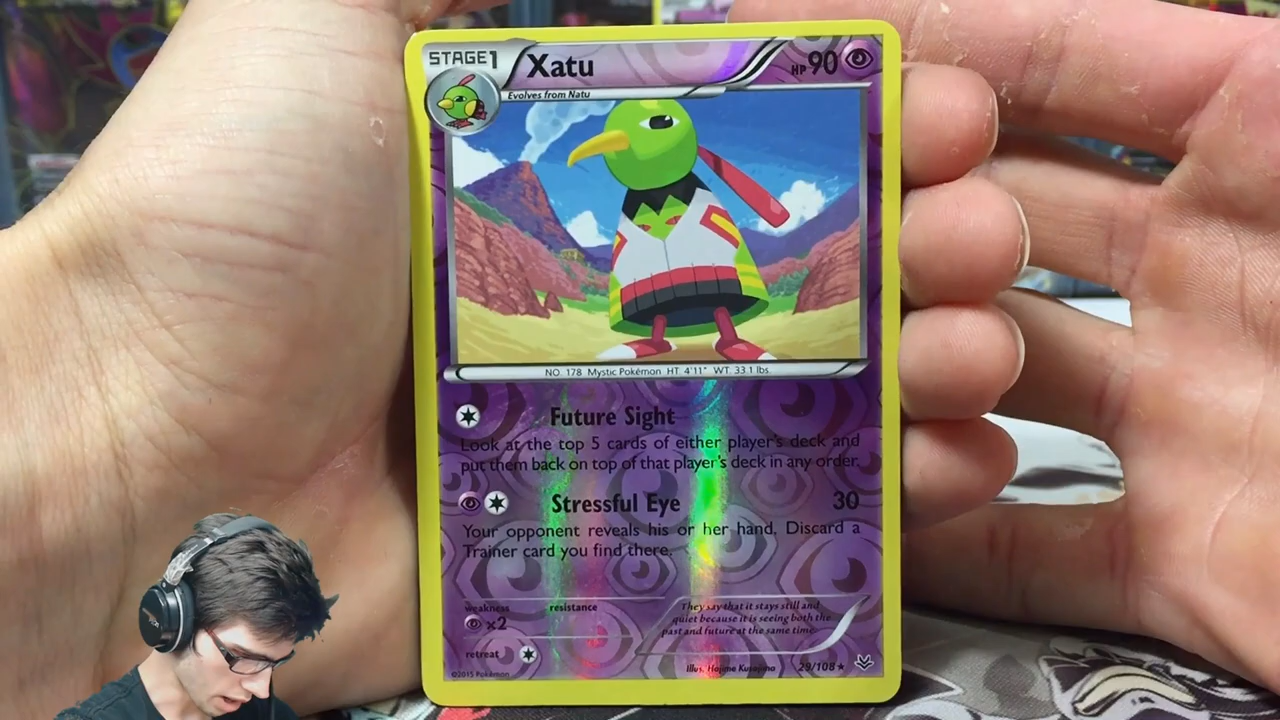 STAGE1 Xatu HP90
Evolves from Natu
NO. 178 Mystic Pokémon HT. 4'11" WT. 33.1 lbs.
Future Sight
Look at the top 5 cards of either player's deck and
put them back on top of that player's deck in any order.
Stressful Eye 30
Your opponent reveals his or her hand. Discard a
Trainer card you find there.
weakness
×2
resistance
retreat
They say that it stays still and
quiet because it is seeing both the
past and future at the same time.
©2015 Pokémon
Illus. Hajime Kusajima
29/108★